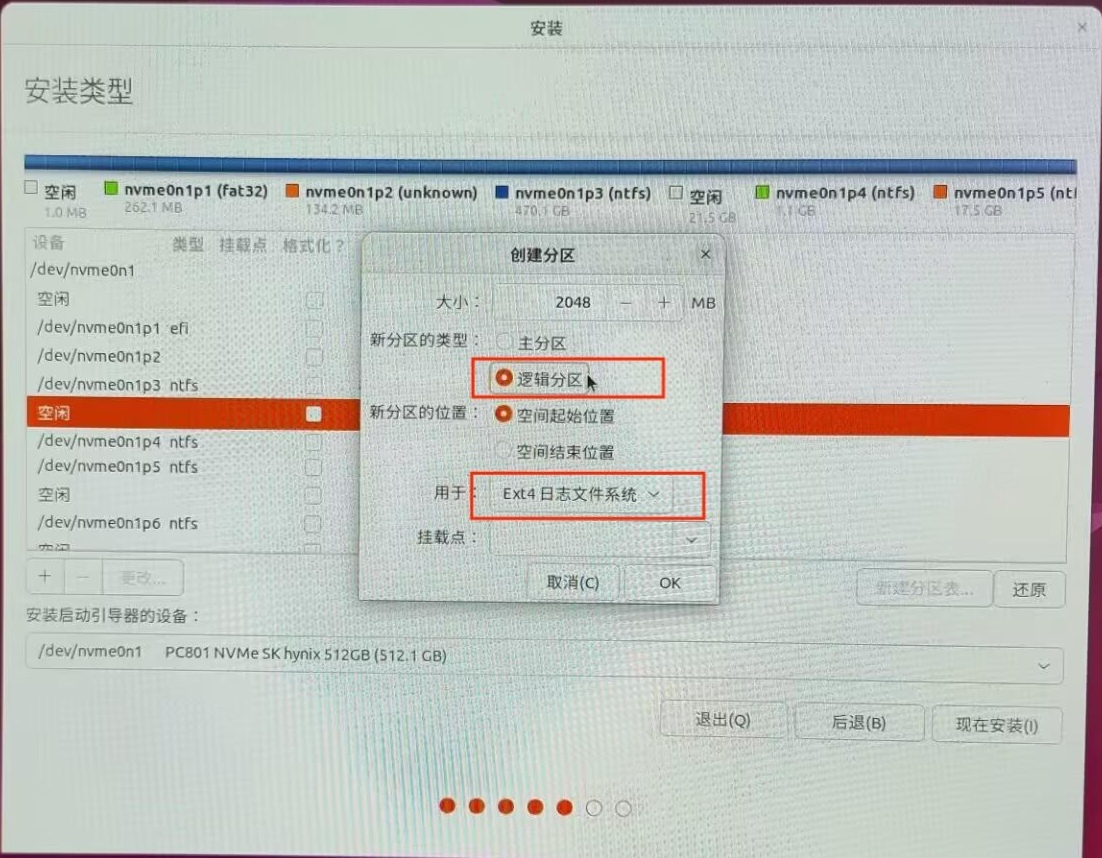 安装
安装类型
空闲 1.0 MB
nvme0n1p1 (fat32) 262.1 MB
nvme0n1p2 (unknown) 134.2 MB
nvme0n1p3 (ntfs) 470.1 GB
空闲 21.5 GB
nvme0n1p4 (ntfs) 1.1 GB
nvme0n1p5 (ntf 17.5 GB
设备 类型 挂载点 格式化？
/dev/nvme0n1
空闲
/dev/nvme0n1p1 efi
/dev/nvme0n1p2
/dev/nvme0n1p3 ntfs
空闲
/dev/nvme0n1p4 ntfs
/dev/nvme0n1p5 ntfs
空闲
/dev/nvme0n1p6 ntfs
空闲
创建分区
大小： 2048 － ＋ MB
新分区的类型： 主分区
逻辑分区
新分区的位置： 空间起始位置
空间结束位置
用于： Ext4 日志文件系统
挂载点：
取消(C) OK
＋ － 更改...
新建分区表... 还原
安装启动引导器的设备：
/dev/nvme0n1 PC801 NVMe SK hynix 512GB (512.1 GB)
退出(Q) 后退(B) 现在安装(I)